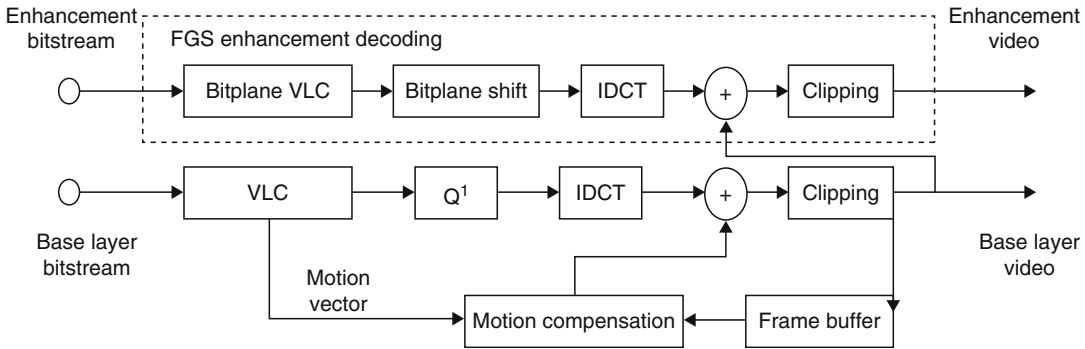 Enhancement
bitstream
FGS enhancement decoding
Enhancement
video
Bitplane VLC
Bitplane shift
IDCT
+
Clipping
VLC
Q¹
IDCT
+
Clipping
Base layer
bitstream
Motion
vector
Motion compensation
Frame buffer
Base layer
video